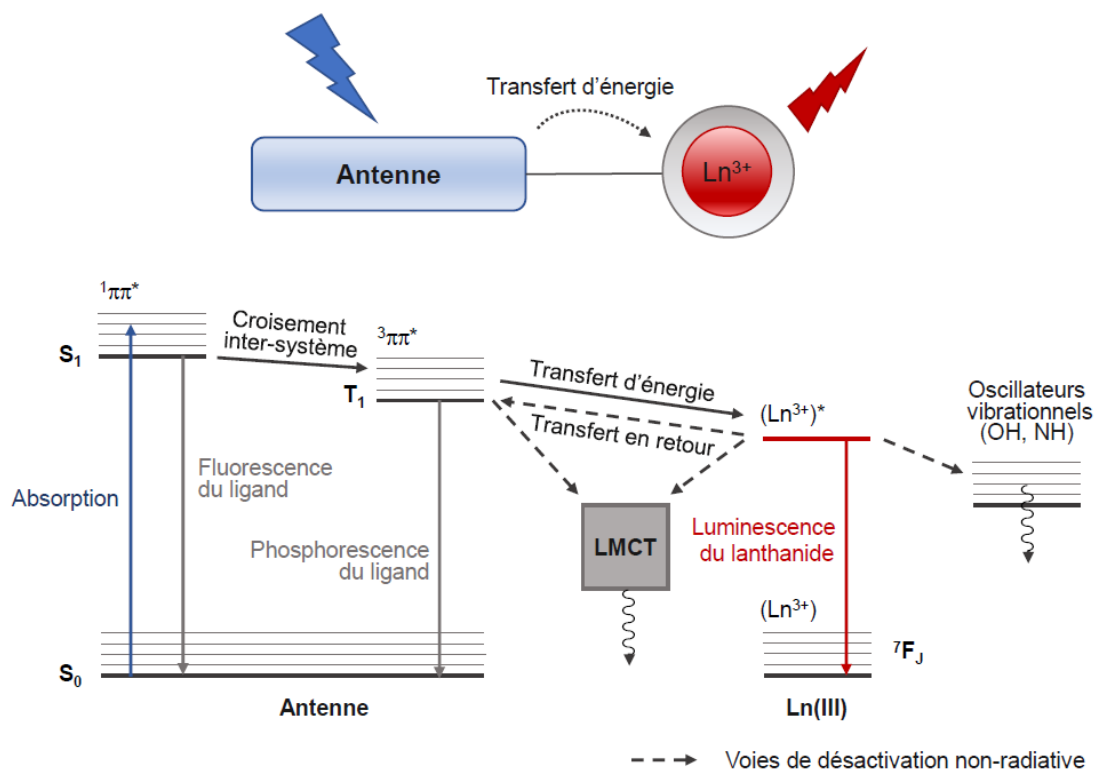 Transfert d’énergie
Antenne
Ln³⁺
¹ππ*
Croisement
inter-système
³ππ*
S₁
T₁
Transfert d’énergie
Transfert en retour
(Ln³⁺)*
Oscillateurs
vibrationnels
(OH, NH)
Absorption
Fluorescence
du ligand
Phosphorescence
du ligand
LMCT
Luminescence
du lanthanide
(Ln³⁺)
⁷F_J
S₀
Antenne
Ln(III)
Voies de désactivation non-radiative